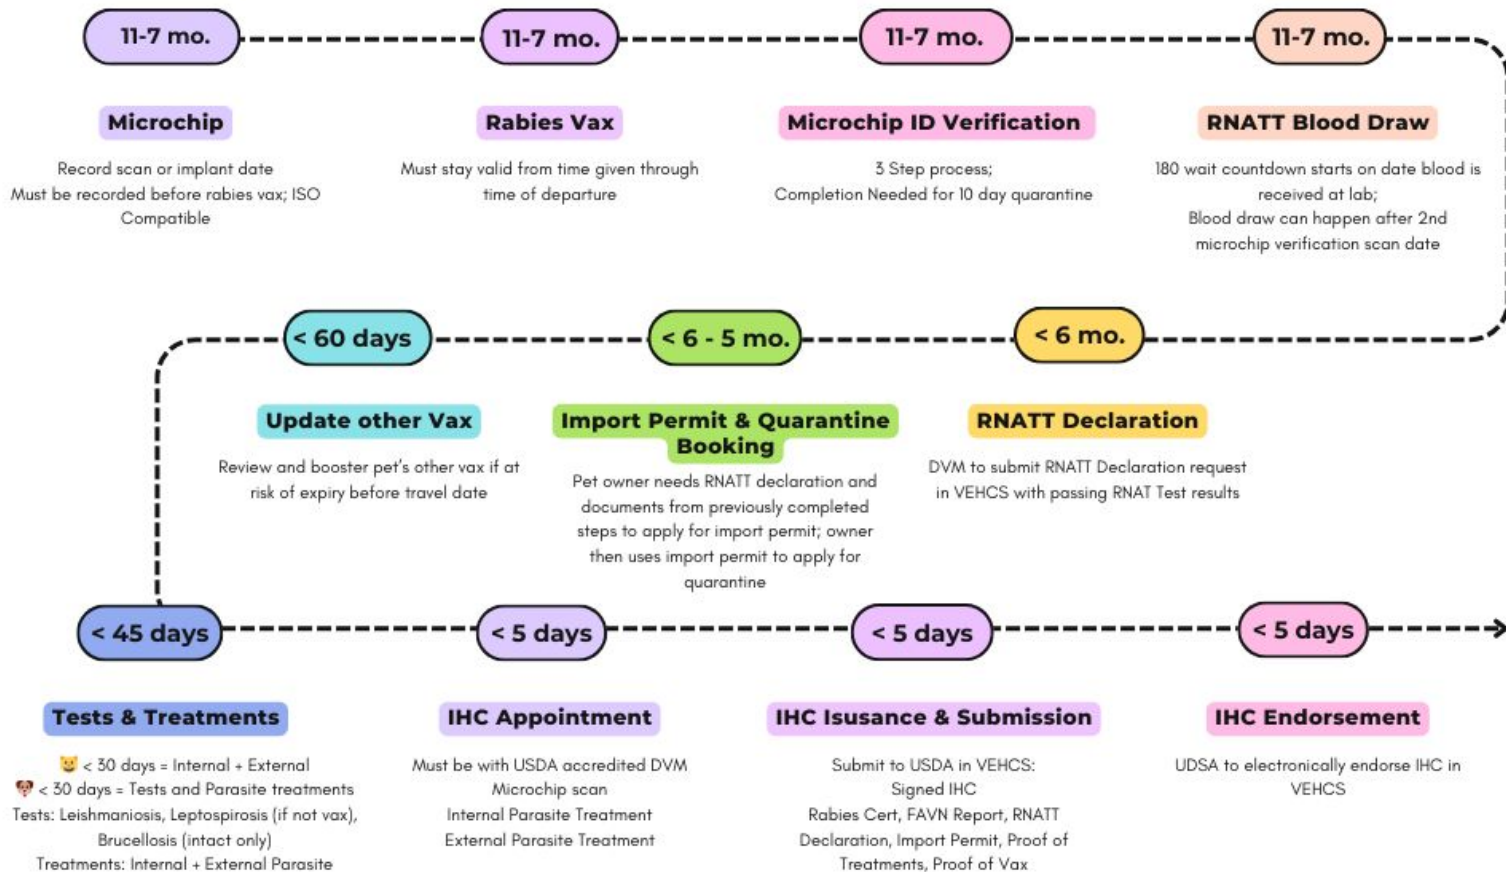 11-7 mo.
11-7 mo.
11-7 mo.
11-7 mo.
Microchip
Record scan or implant date
Must be recorded before rabies vax; ISO
Compatible
Rabies Vax
Must stay valid from time given through
time of departure
Microchip ID Verification
3 Step process;
Completion Needed for 10 day quarantine
RNATT Blood Draw
180 wait countdown starts on date blood is
received at lab;
Blood draw can happen after 2nd
microchip verification scan date
< 60 days
< 6 - 5 mo.
< 6 mo.
Update other Vax
Review and booster pet's other vax if at
risk of expiry before travel date
Import Permit & Quarantine
Booking
Pet owner needs RNATT declaration and
documents from previously completed
steps to apply for import permit; owner
then uses import permit to apply for
quarantine
RNATT Declaration
DVM to submit RNATT Declaration request
in VEHCS with passing RNAT Test results
< 45 days
< 5 days
< 5 days
< 5 days
Tests & Treatments
😺 < 30 days = Internal + External
🐶 < 30 days = Tests and Parasite treatments
Tests: Leishmaniosis, Leptospirosis (if not vax),
Brucellosis (intact only)
Treatments: Internal + External Parasite
IHC Appointment
Must be with USDA accredited DVM
Microchip scan
Internal Parasite Treatment
External Parasite Treatment
IHC Isusance & Submission
Submit to USDA in VEHCS:
Signed IHC
Rabies Cert, FAVN Report, RNATT
Declaration, Import Permit, Proof of
Treatments, Proof of Vax
IHC Endorsement
UDSA to electronically endorse IHC in
VEHCS